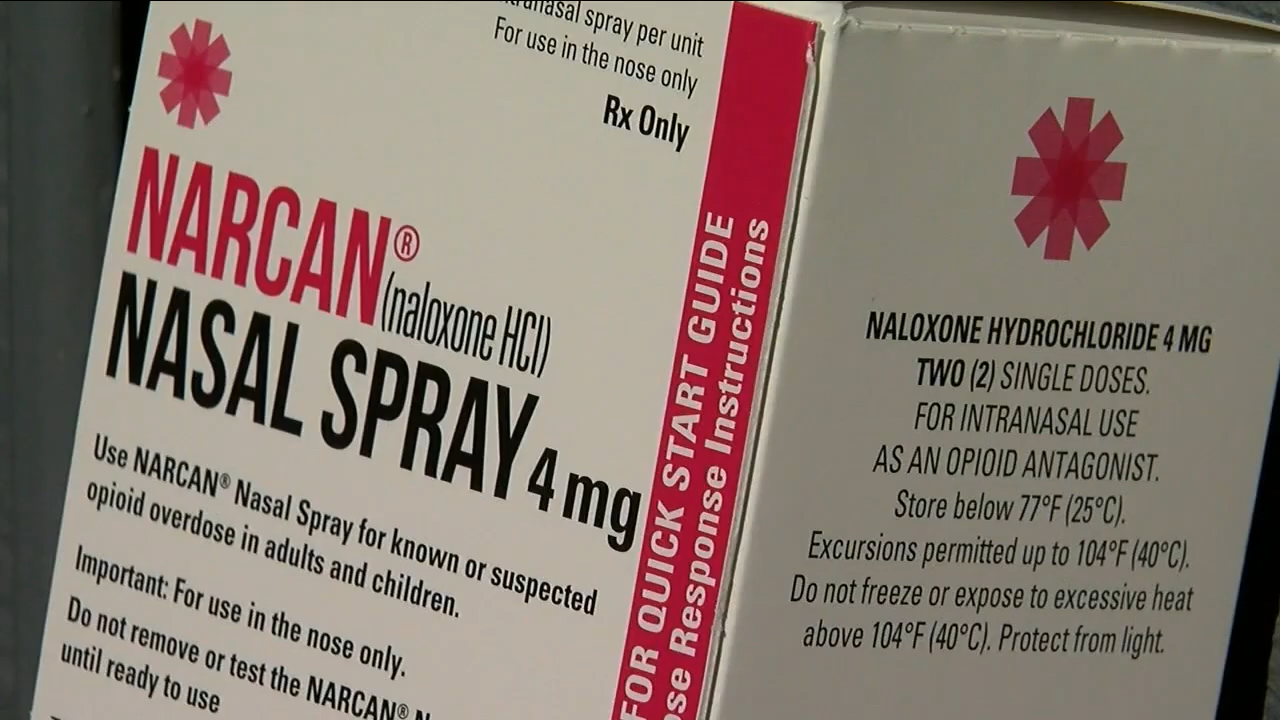 spray per unit
For use in the nose only
Rx Only
NARCAN®
(naloxone HCl)
NASAL SPRAY 4 mg
Use NARCAN® Nasal Spray for known or suspected
opioid overdose in adults and children.
Important: For use in the nose only.
Do not remove or test the NARCAN®
until ready to use
FOR QUICK START GUIDE
Response Instructions
NALOXONE HYDROCHLORIDE 4 MG
TWO (2) SINGLE DOSES.
FOR INTRANASAL USE
AS AN OPIOID ANTAGONIST.
Store below 77°F (25°C).
Excursions permitted up to 104°F (40°C).
Do not freeze or expose to excessive heat
above 104°F (40°C). Protect from light.